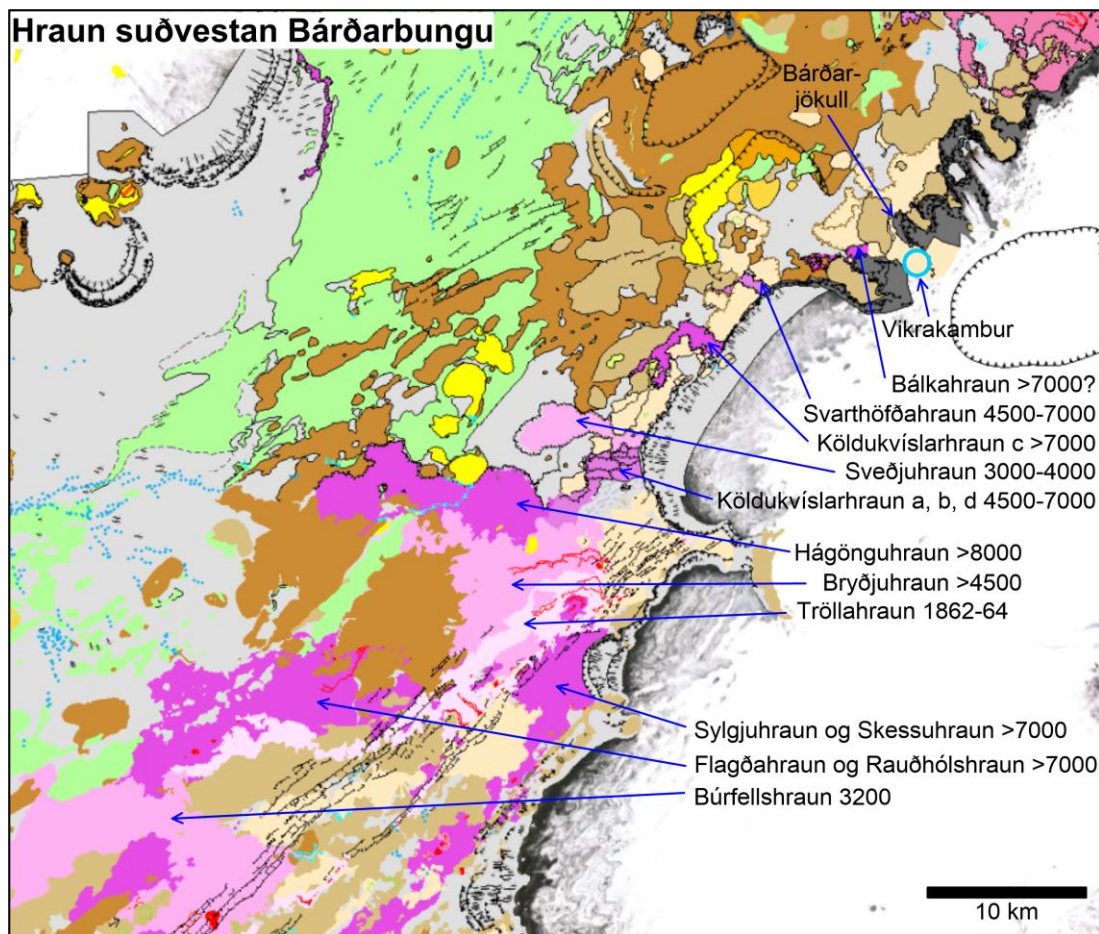 Hraun suðvestan Bárðarbungu
Bárðar-
jökull
Vikrakambur
Bálkahraun >7000?
Svarthöfðahraun 4500-7000
Köldukvíslarhraun c >7000
Sveðjuhraun 3000-4000
Köldukvíslarhraun a, b, d 4500-7000
Hágönguhraun >8000
Bryðjuhraun >4500
Tröllahraun 1862-64
Sylgjuhraun og Skessuhraun >7000
Flagðahraun og Rauðhólshraun >7000
Búrfellshraun 3200
10 km